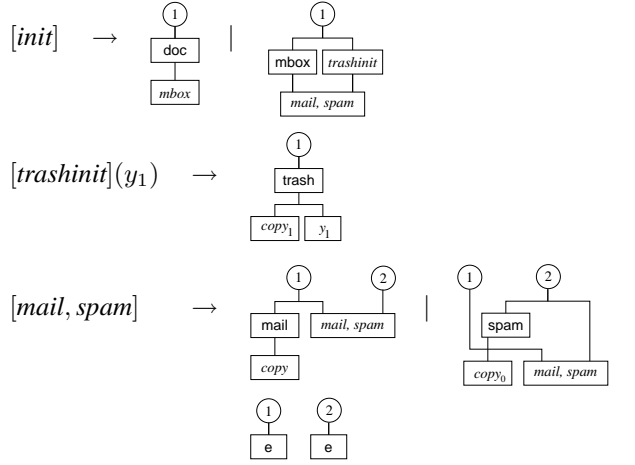 [init] → 1 | 1
doc mbox trashinit
mbox mail, spam
[trashinit](y₁) → 1
trash
copy₁ y₁
[mail, spam] → 1 2 | 1 2
mail mail, spam spam
copy copy₀ mail, spam
1 2
e e